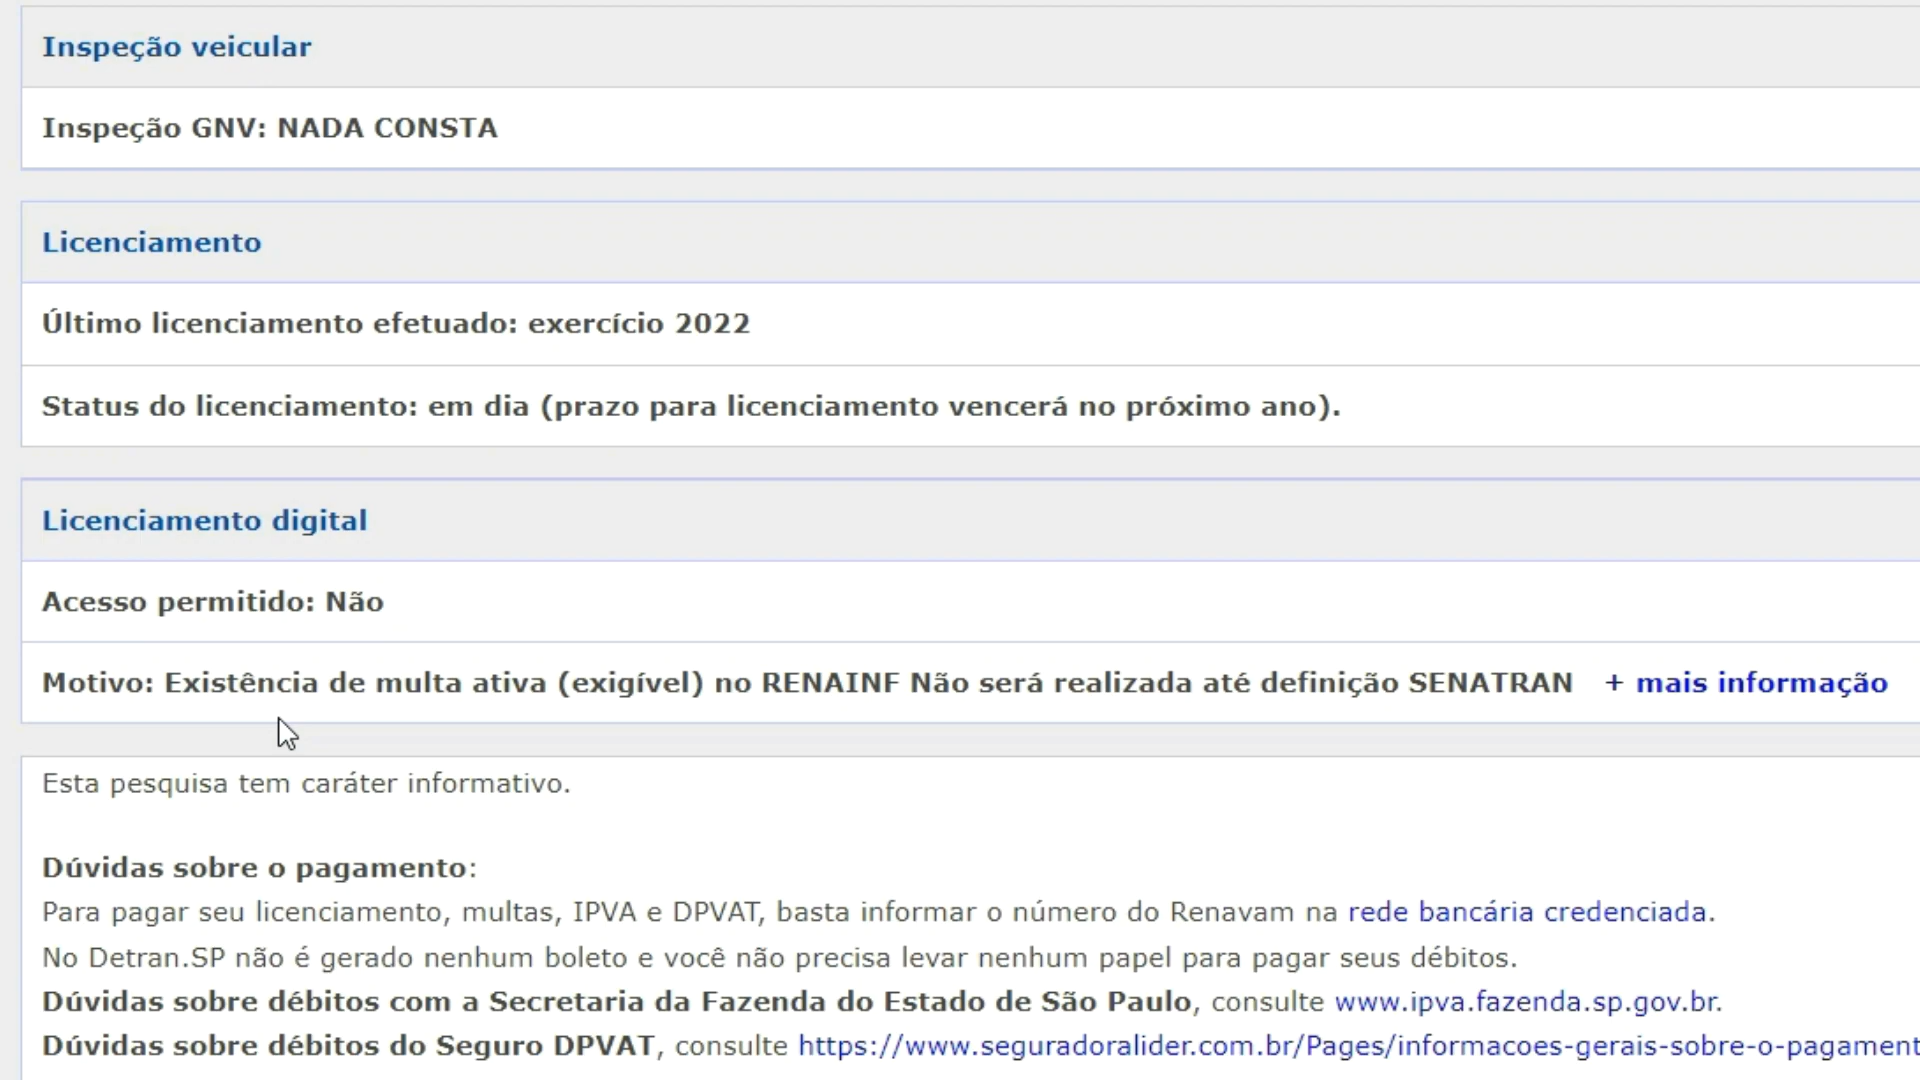 Inspeção veicular
Inspeção GNV: NADA CONSTA
Licenciamento
Último licenciamento efetuado: exercício 2022
Status do licenciamento: em dia (prazo para licenciamento vencerá no próximo ano).
Licenciamento digital
Acesso permitido: Não
Motivo: Existência de multa ativa (exigível) no RENAINF Não será realizada até definição SENATRAN + mais informação
Esta pesquisa tem caráter informativo.
Dúvidas sobre o pagamento:
Para pagar seu licenciamento, multas, IPVA e DPVAT, basta informar o número do Renavam na rede bancária credenciada.
No Detran.SP não é gerado nenhum boleto e você não precisa levar nenhum papel para pagar seus débitos.
Dúvidas sobre débitos com a Secretaria da Fazenda do Estado de São Paulo, consulte www.ipva.fazenda.sp.gov.br.
Dúvidas sobre débitos do Seguro DPVAT, consulte https://www.seguradoralider.com.br/Pages/informacoes-gerais-sobre-o-pagament